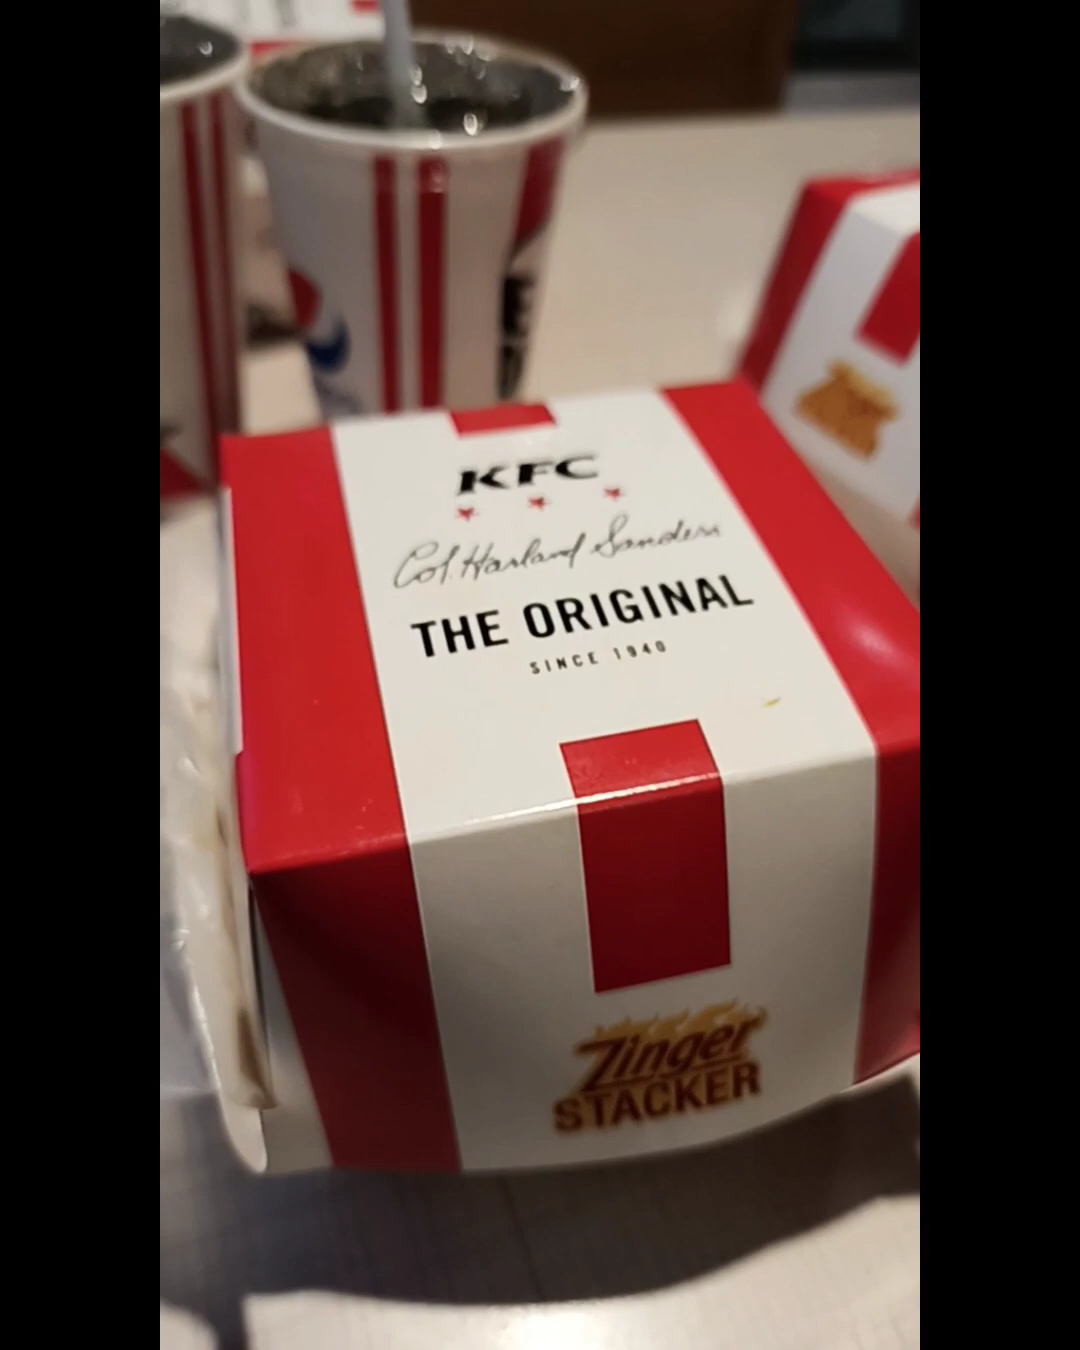 KFC
Col. Harland Sanders
THE ORIGINAL
SINCE 1940
Zinger
STACKER